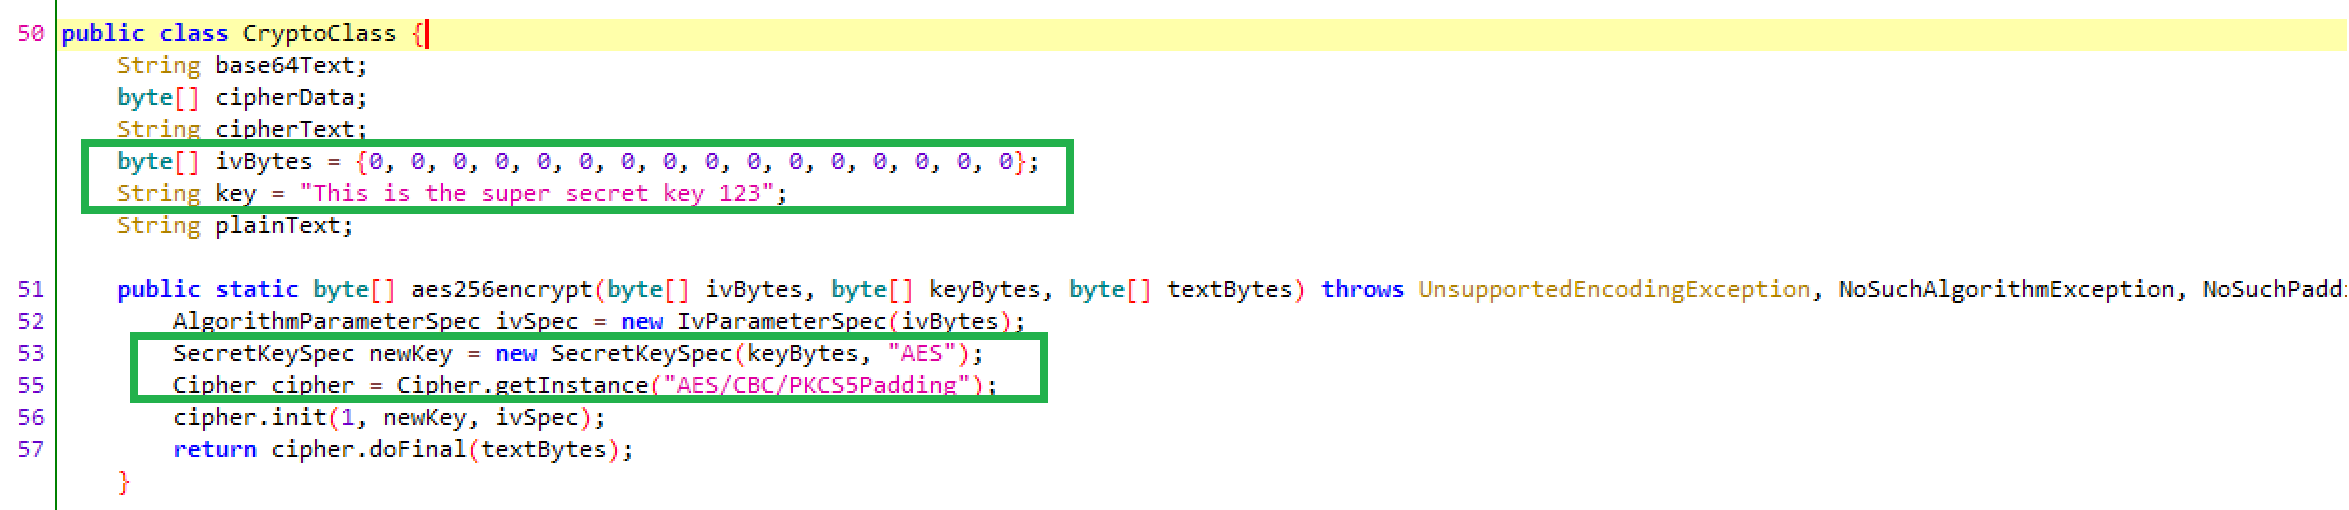 50 public class CryptoClass {
String base64Text;
byte[] cipherData;
String cipherText;
byte[] ivBytes = {0, 0, 0, 0, 0, 0, 0, 0, 0, 0, 0, 0, 0, 0, 0, 0};
String key = "This is the super secret key 123";
String plainText;
51 public static byte[] aes256encrypt(byte[] ivBytes, byte[] keyBytes, byte[] textBytes) throws UnsupportedEncodingException, NoSuchAlgorithmException, NoSuchPadd
52 AlgorithmParameterSpec ivSpec = new IvParameterSpec(ivBytes);
53 SecretKeySpec newKey = new SecretKeySpec(keyBytes, "AES");
55 Cipher cipher = Cipher.getInstance("AES/CBC/PKCS5Padding");
56 cipher.init(1, newKey, ivSpec);
57 return cipher.doFinal(textBytes);
}